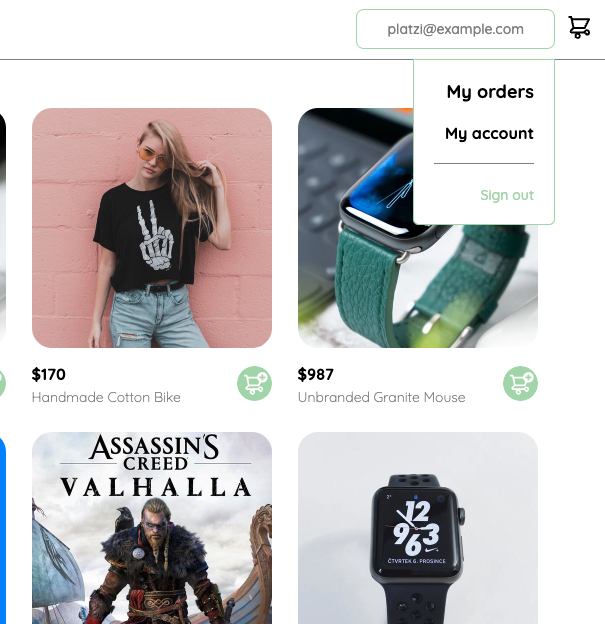 platzi@example.com
My orders
My account
Sign out
$170
Handmade Cotton Bike
$987
Unbranded Granite Mouse
ASSASSIN'S
CREED
VALHALLA
12
9 3
6
ČTVRTEK 6. PROSINCE